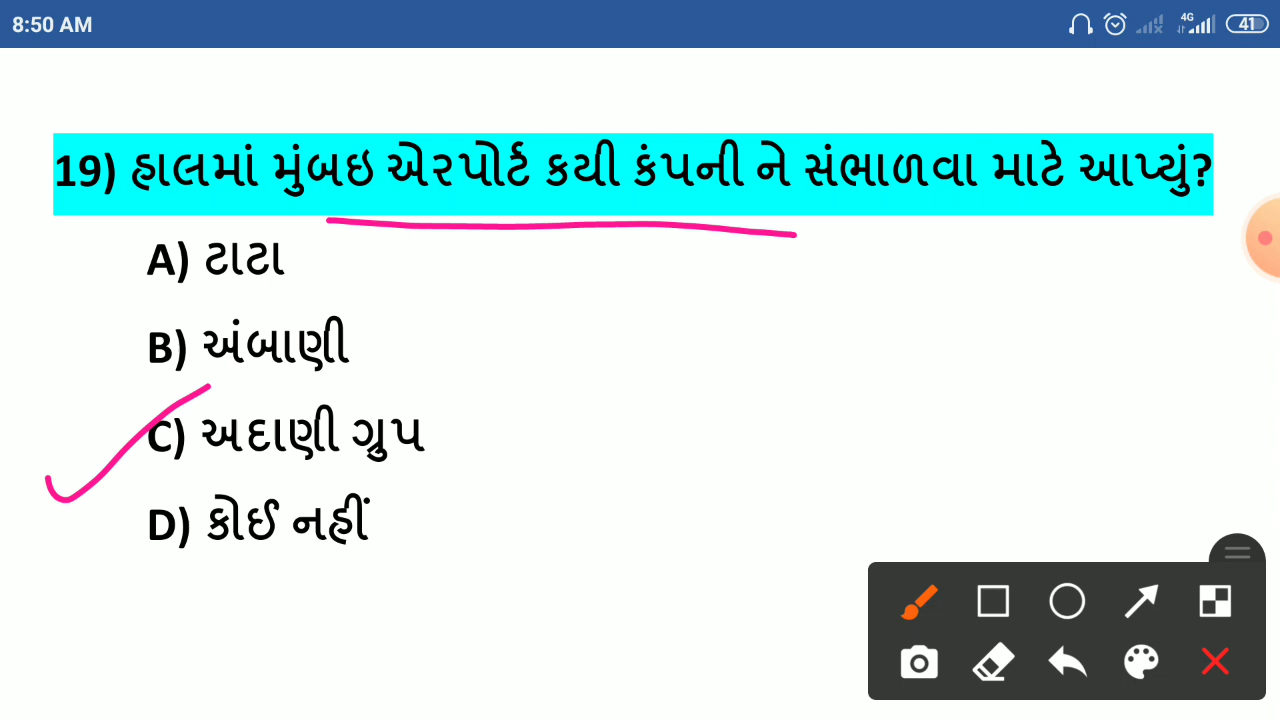 8:50 AM
4G
41
19) હાલમાં મુંબઇ એરપોર્ટ કયી કંપની ને સંભાળવા માટે આપ્યું?
A) ટાટા
B) અંબાણી
C) અદાણી ગ્રુપ
D) કોઈ નહીં